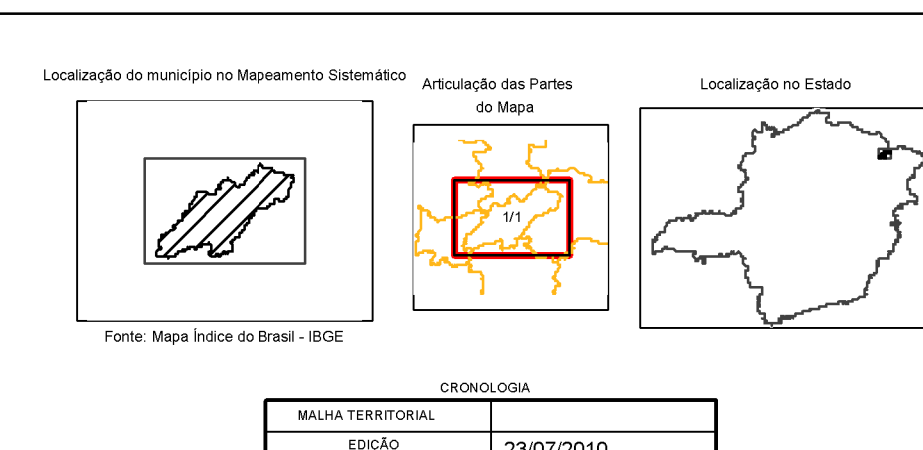 Localização do município no Mapeamento Sistemático
Articulação das Partes
do Mapa
Localização no Estado
1/1
Fonte: Mapa Índice do Brasil - IBGE
CRONOLOGIA
MALHA TERRITORIAL
EDIÇÃO
23/07/2010